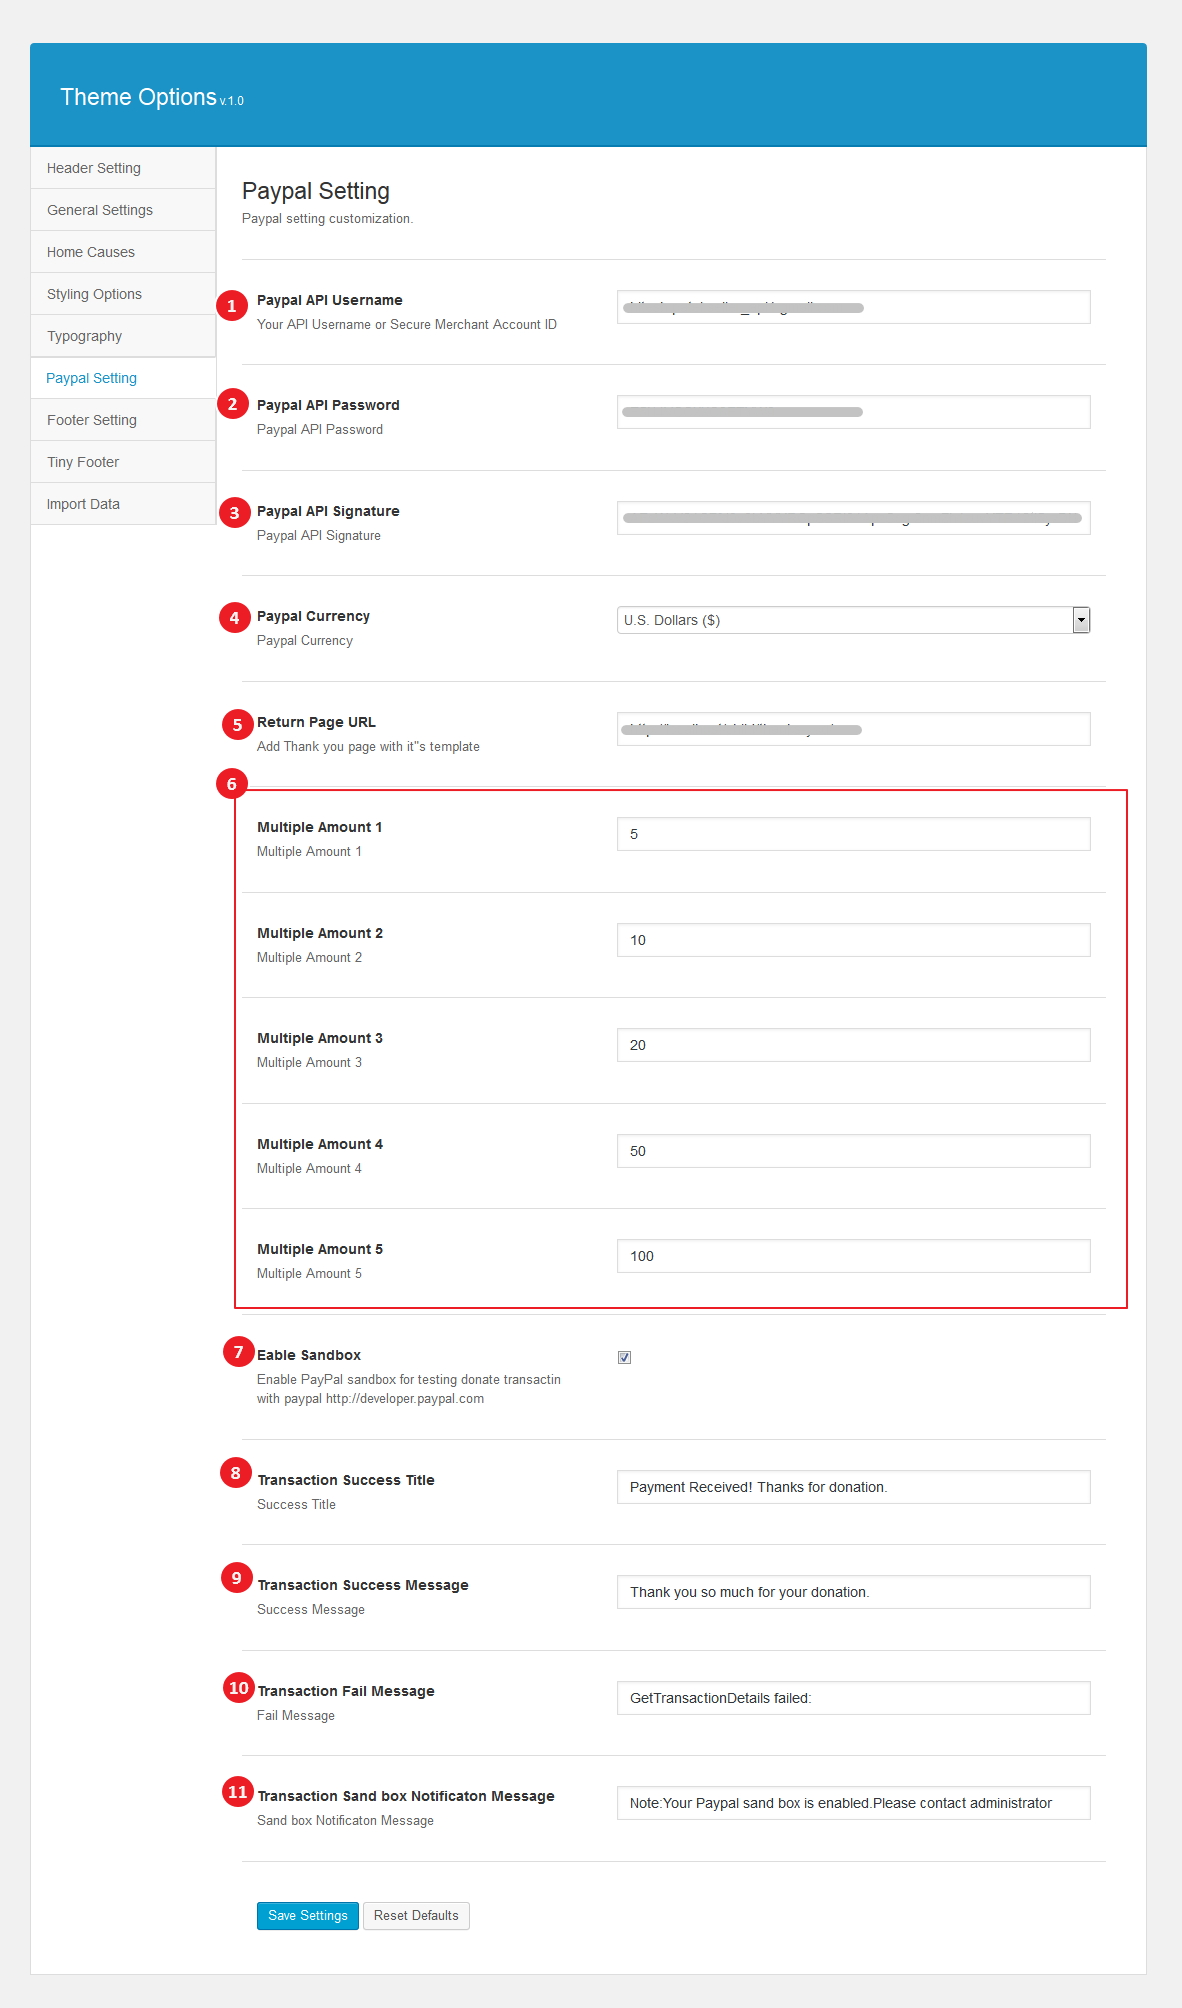 Theme Options v.1.0
Header Setting
General Settings
Home Causes
Styling Options
Typography
Paypal Setting
Footer Setting
Tiny Footer
Import Data
Paypal Setting
Paypal setting customization.
1
Paypal API Username
Your API Username or Secure Merchant Account ID
2
Paypal API Password
Paypal API Password
3
Paypal API Signature
Paypal API Signature
4
Paypal Currency
Paypal Currency
U.S. Dollars ($)
5
Return Page URL
Add Thank you page with it"s template
6
Multiple Amount 1
Multiple Amount 1
5
Multiple Amount 2
Multiple Amount 2
10
Multiple Amount 3
Multiple Amount 3
20
Multiple Amount 4
Multiple Amount 4
50
Multiple Amount 5
Multiple Amount 5
100
7
Eable Sandbox
Enable PayPal sandbox for testing donate transactin
with paypal http://developer.paypal.com
8
Transaction Success Title
Success Title
Payment Received! Thanks for donation.
9
Transaction Success Message
Success Message
Thank you so much for your donation.
10
Transaction Fail Message
Fail Message
GetTransactionDetails failed:
11
Transaction Sand box Notificaton Message
Sand box Notificaton Message
Note:Your Paypal sand box is enabled.Please contact administrator
Save Settings
Reset Defaults